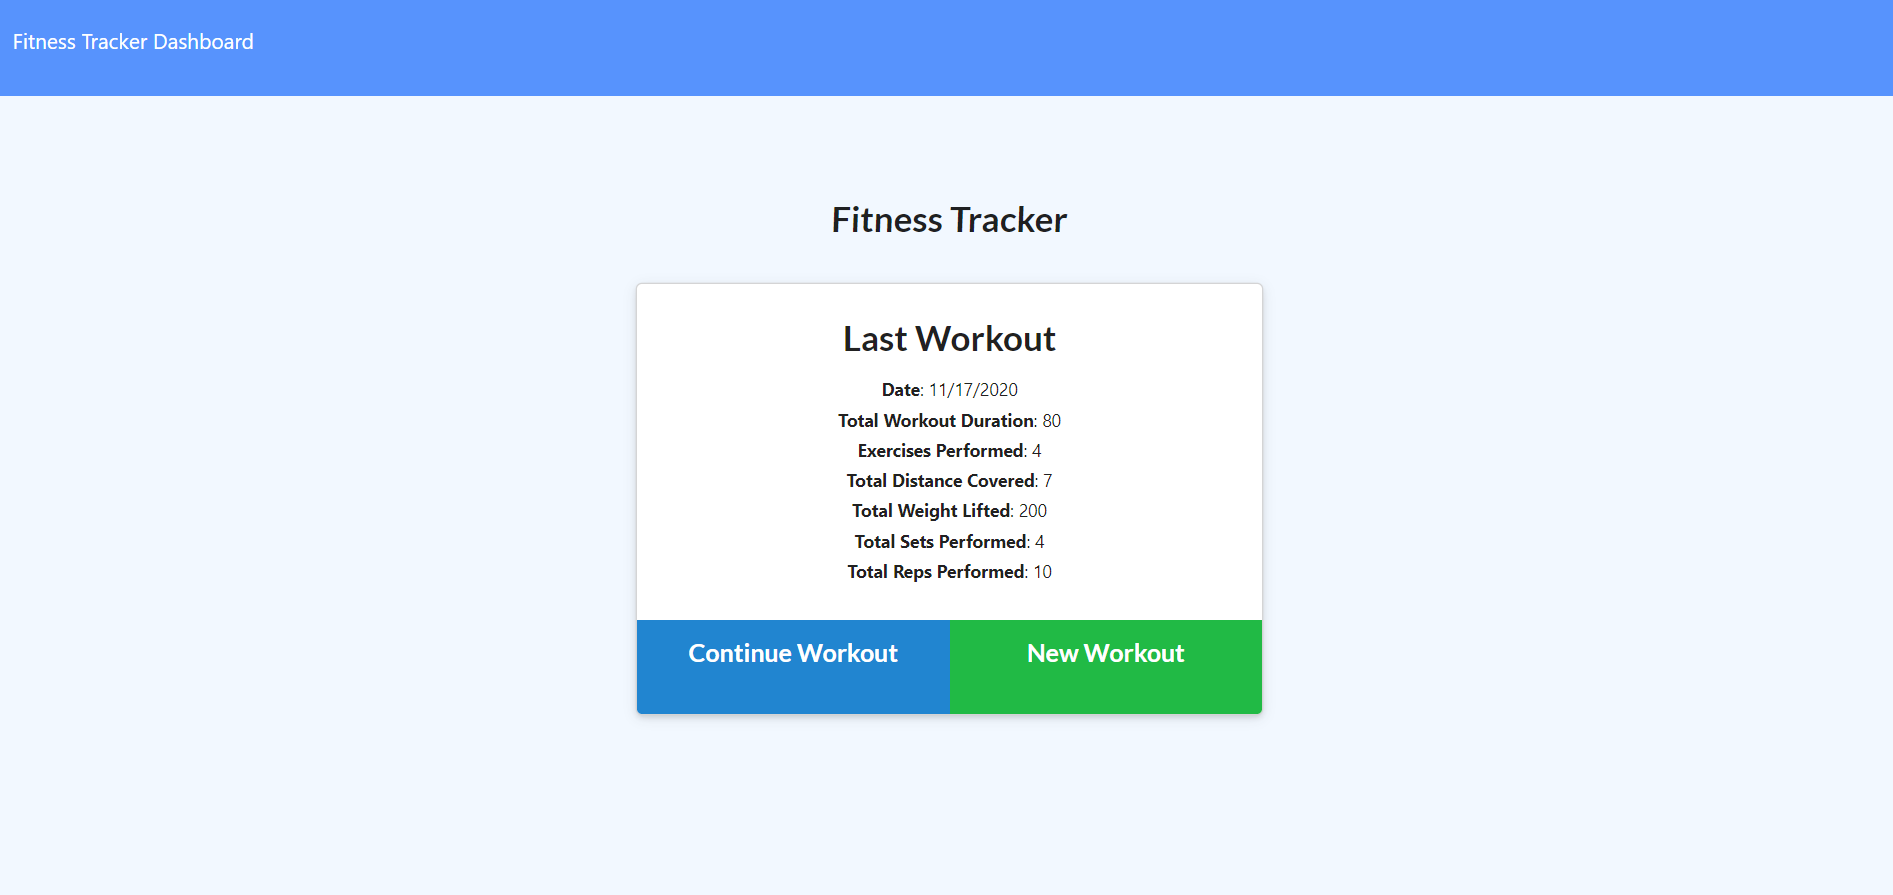 Fitness Tracker Dashboard
Fitness Tracker
Last Workout
Date: 11/17/2020
Total Workout Duration: 80
Exercises Performed: 4
Total Distance Covered: 7
Total Weight Lifted: 200
Total Sets Performed: 4
Total Reps Performed: 10
Continue Workout
New Workout